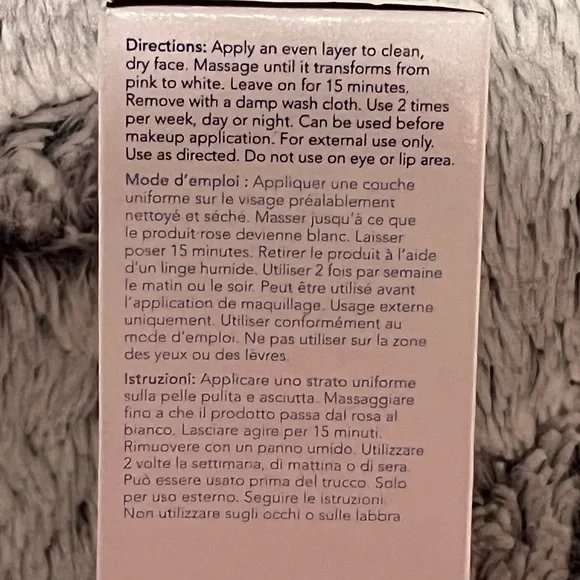 Directions: Apply an even layer to clean,
dry face. Massage until it transforms from
pink to white. Leave on for 15 minutes.
Remove with a damp wash cloth. Use 2 times
per week, day or night. Can be used before
makeup application. For external use only.
Use as directed. Do not use on eye or lip area.
Mode d'emploi : Appliquer une couche
uniforme sur le visage préalablement
nettoyé et séché. Masser jusqu'à ce que
le produit rose devienne blanc. Laisser
poser 15 minutes. Retirer le produit à l'aide
d'un linge humide. Utiliser 2 fois par semaine
le matin ou le soir. Peut être utilisé avant
l'application de maquillage. Usage externe
uniquement. Utiliser conformément au
mode d'emploi. Ne pas utiliser sur la zone
des yeux ou des lèvres.
Istruzioni: Applicare uno strato uniforme
sulla pelle pulita e asciutta. Massaggiare
fino a che il prodotto passa dal rosa al
bianco. Lasciare agire per 15 minuti.
Rimuovere con un panno umido. Utilizzare
2 volte la settimana, di mattina o di sera.
Può essere usato prima del trucco. Solo
per uso esterno. Seguire le istruzioni.
Non utilizzare sugli occhi o sulle labbra.